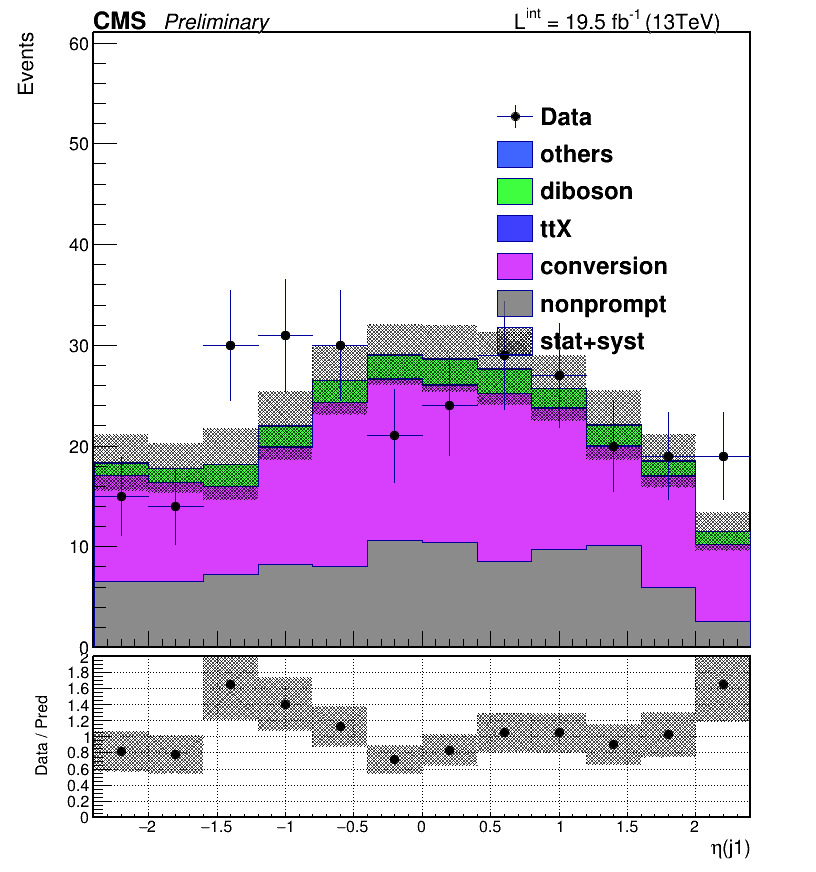 CMS Preliminary L^int = 19.5 fb^-1 (13TeV)
Events
60
50
40
30
20
10
0
Data
others
diboson
ttX
conversion
nonprompt
stat+syst
Data / Pred
2
1.8
1.6
1.4
1.2
1
0.8
0.6
0.4
0.2
0
−2 −1.5 −1 −0.5 0 0.5 1 1.5 2
η(j1)